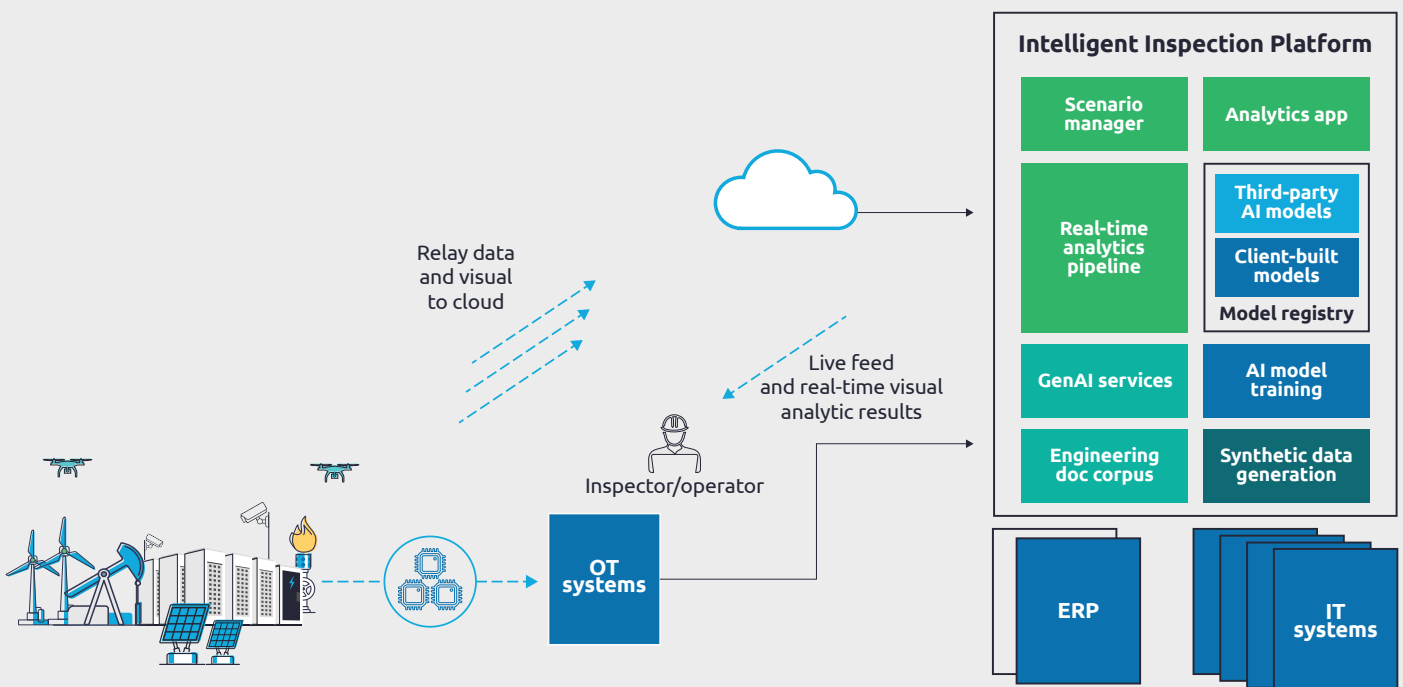 Intelligent Inspection Platform
Scenario
manager
Analytics app
Real-time
analytics
pipeline
Third-party
AI models
Client-built
models
Model registry
GenAI services
AI model
training
Engineering
doc corpus
Synthetic data
generation
Relay data
and visual
to cloud
Live feed
and real-time visual
analytic results
Inspector/operator
OT
systems
ERP
IT
systems